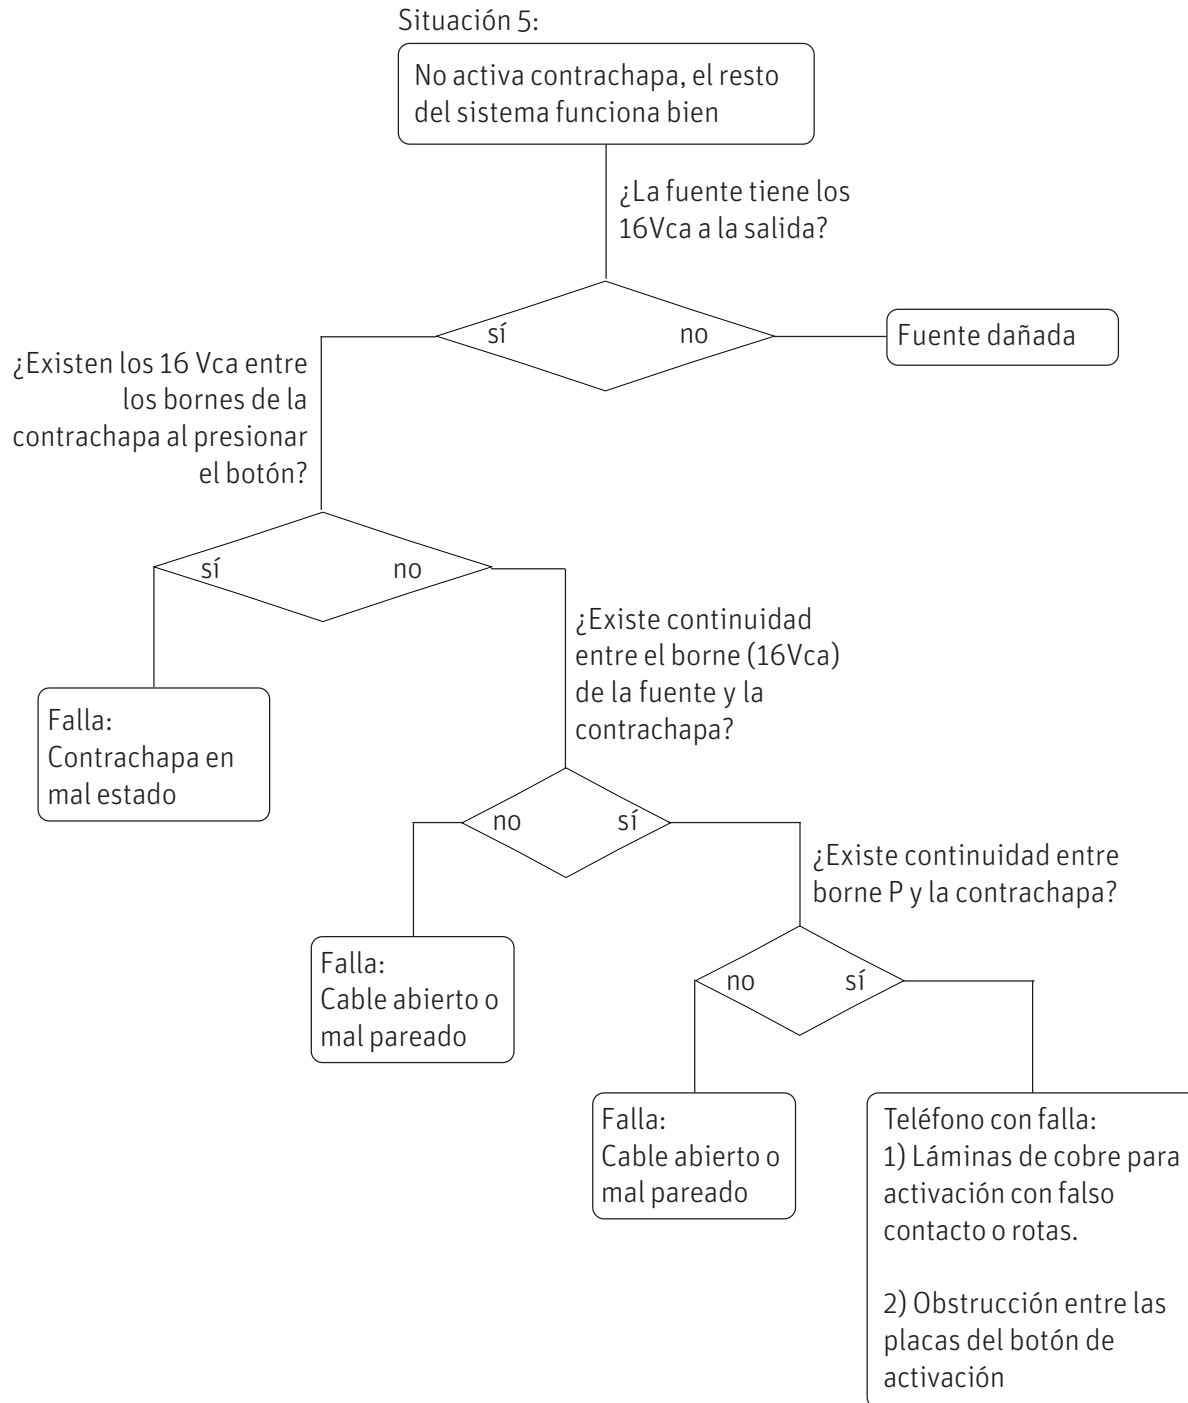 Situación 5:
No activa contrachapa, el resto
del sistema funciona bien
¿La fuente tiene los
16Vca a la salida?
sí
no
Fuente dañada
¿Existen los 16 Vca entre
los bornes de la
contrachapa al presionar
el botón?
sí
no
Falla:
Contrachapa en
mal estado
¿Existe continuidad
entre el borne (16Vca)
de la fuente y la
contrachapa?
no
sí
Falla:
Cable abierto o
mal pareado
¿Existe continuidad entre
borne P y la contrachapa?
no
sí
Falla:
Cable abierto o
mal pareado
Teléfono con falla:
1) Láminas de cobre para
activación con falso
contacto o rotas.
2) Obstrucción entre las
placas del botón de
activación